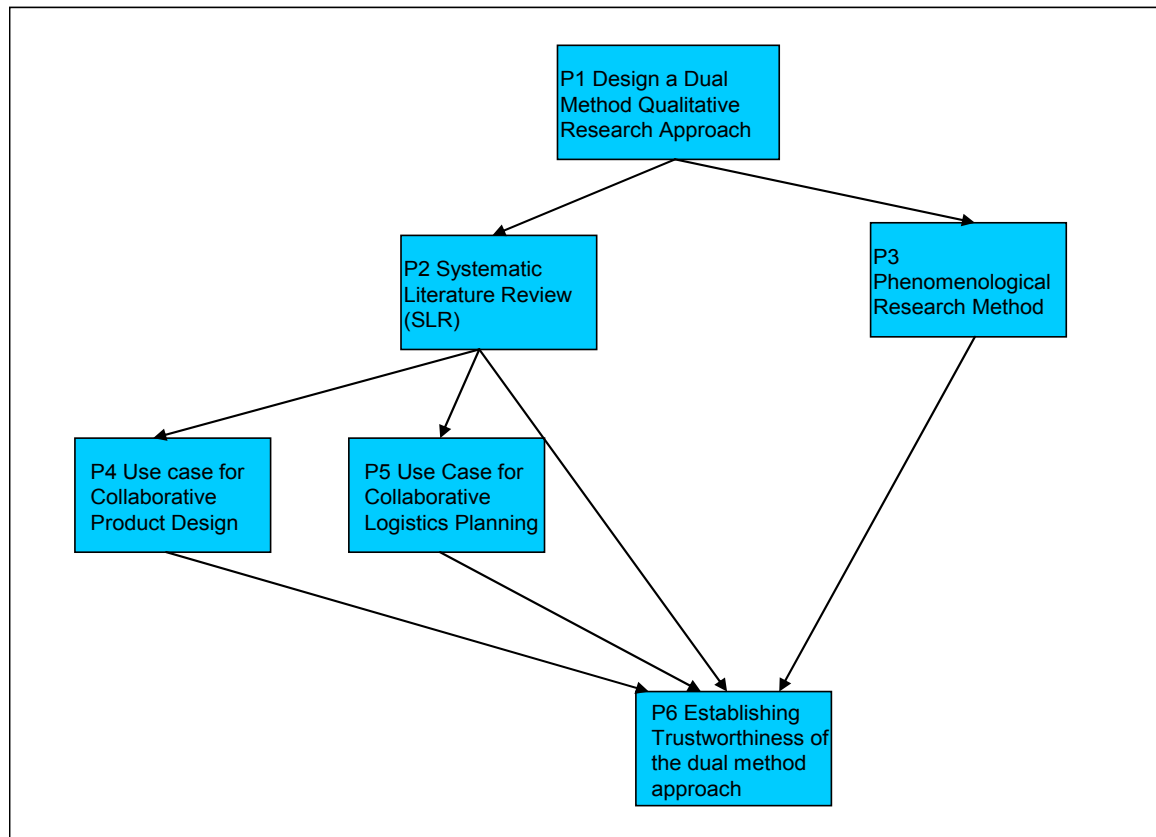 P1 Design a Dual
Method Qualitative
Research Approach
P2 Systematic
Literature Review
(SLR)
P3
Phenomenological
Research Method
P4 Use case for
Collaborative
Product Design
P5 Use Case for
Collaborative
Logistics Planning
P6 Establishing
Trustworthiness of
the dual method
approach